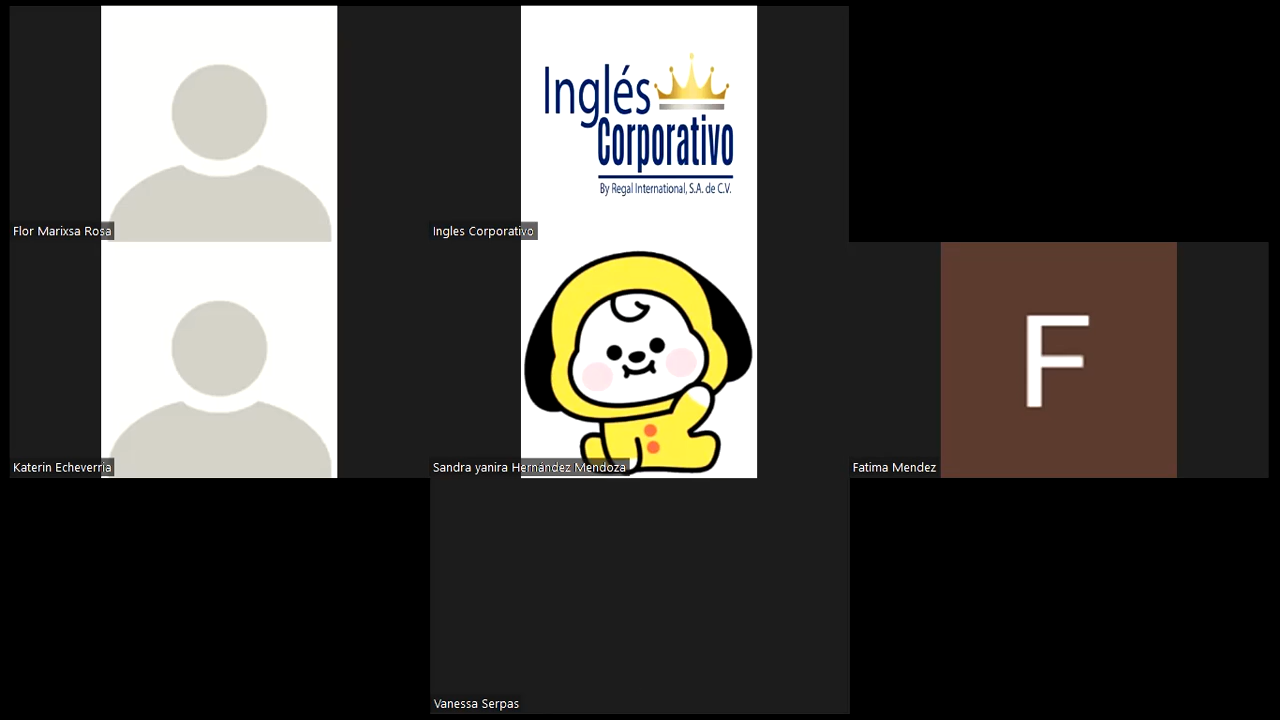 Inglés
Corporativo
By Regal International, S.A. de C.V.
Flor Marixsa Rosa
Ingles Corporativo
F
Katerin Echeverria
Sandra yanira Hernández Mendoza
Fatima Mendez
Vanessa Serpas